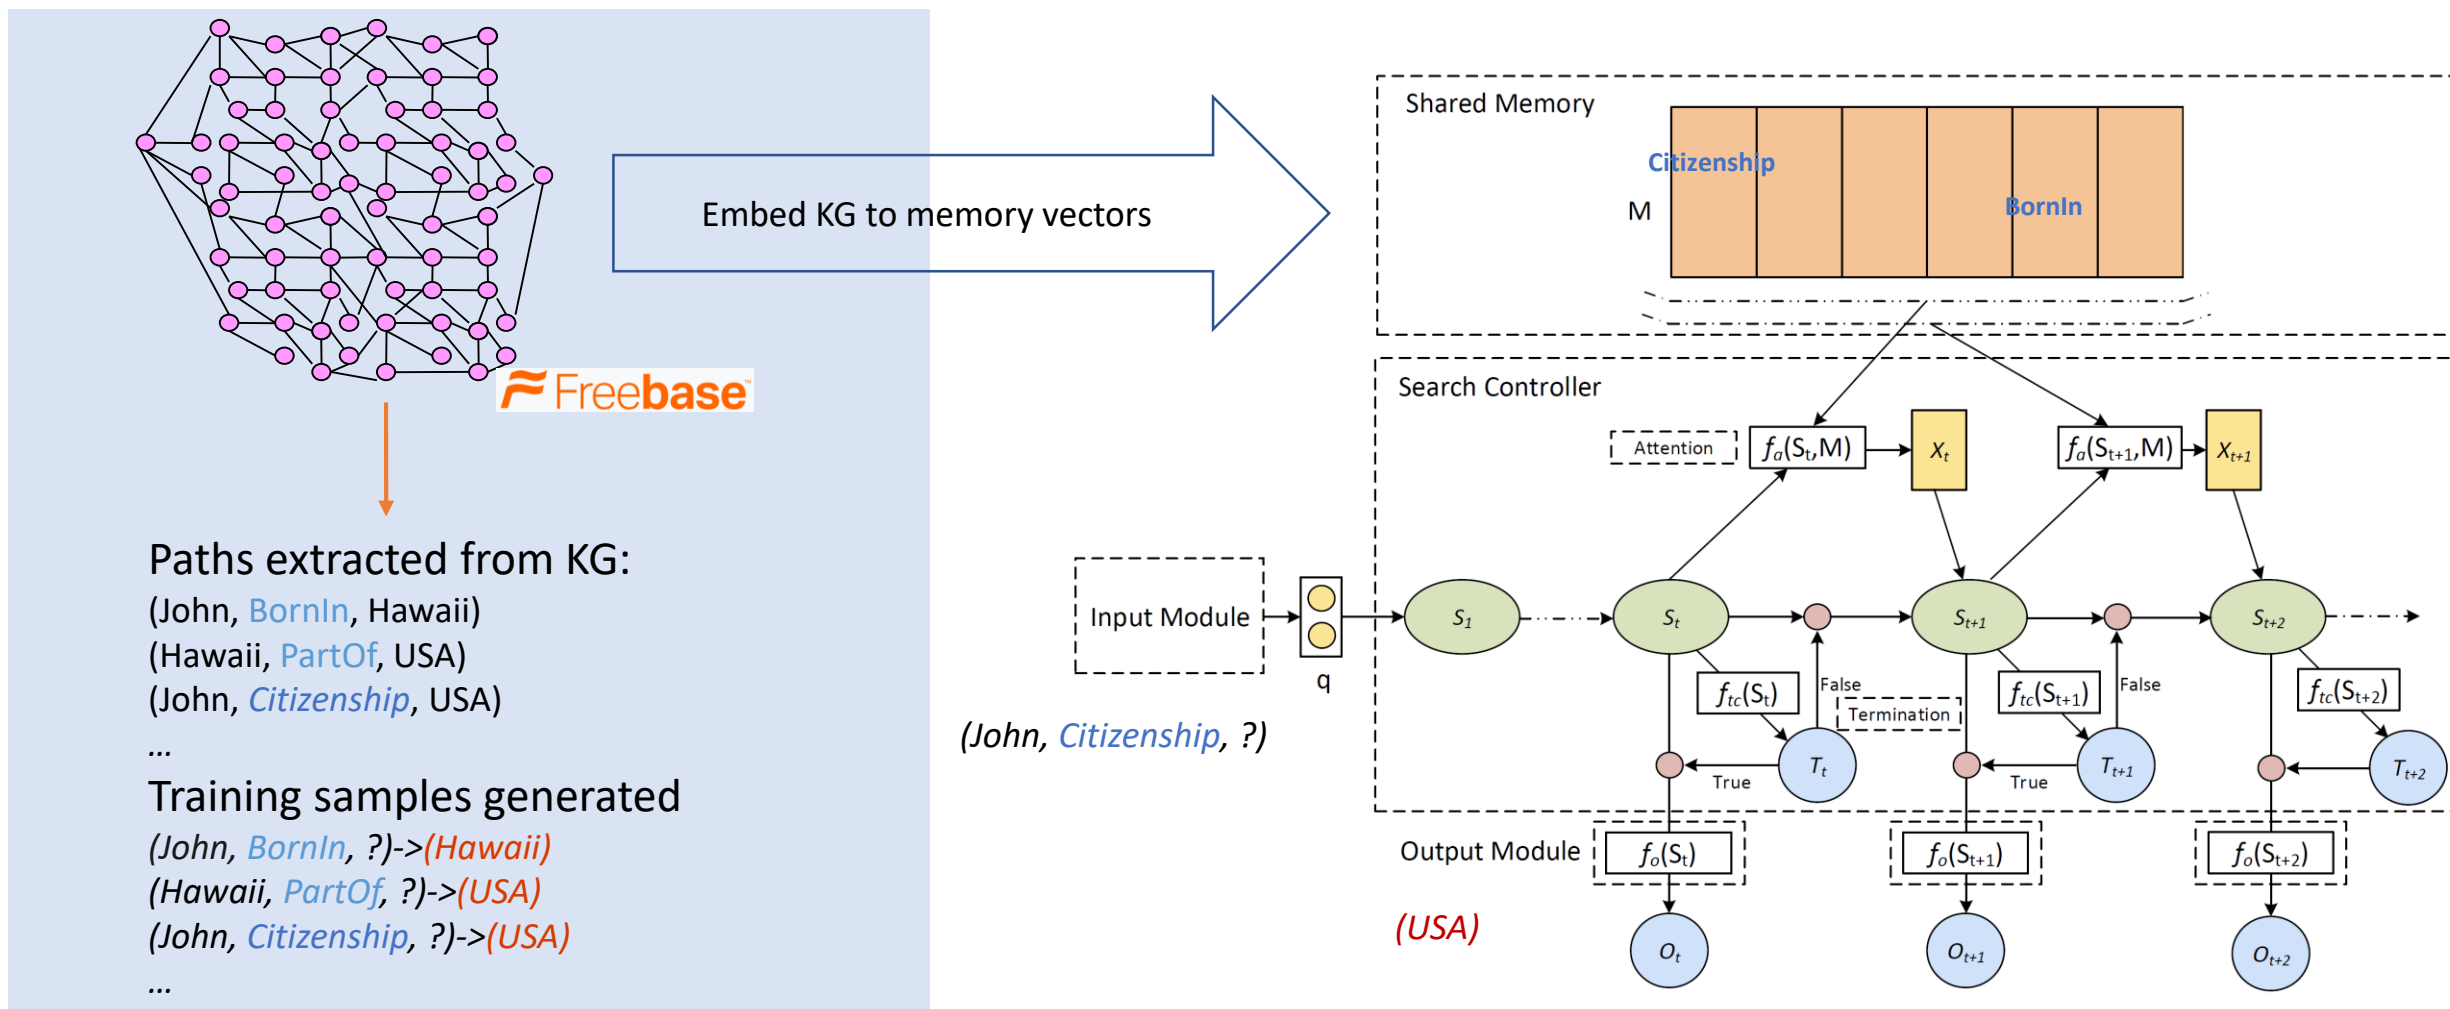 Freebase
Paths extracted from KG:
(John, BornIn, Hawaii)
(Hawaii, PartOf, USA)
(John, Citizenship, USA)
...
Training samples generated
(John, BornIn, ?)->(Hawaii)
(Hawaii, PartOf, ?)->(USA)
(John, Citizenship, ?)->(USA)
...
Embed KG to memory vectors
Shared Memory
Citizenship
M
BornIn
Search Controller
Attention
fa(St,M)
Xt
fa(St+1,M)
Xt+1
Input Module
q
(John, Citizenship, ?)
S1
St
St+1
St+2
ftc(St)
False
ftc(St+1)
False
ftc(St+2)
Termination
Tt
True
Tt+1
True
Tt+2
Output Module
fo(St)
fo(St+1)
fo(St+2)
(USA)
Ot
Ot+1
Ot+2